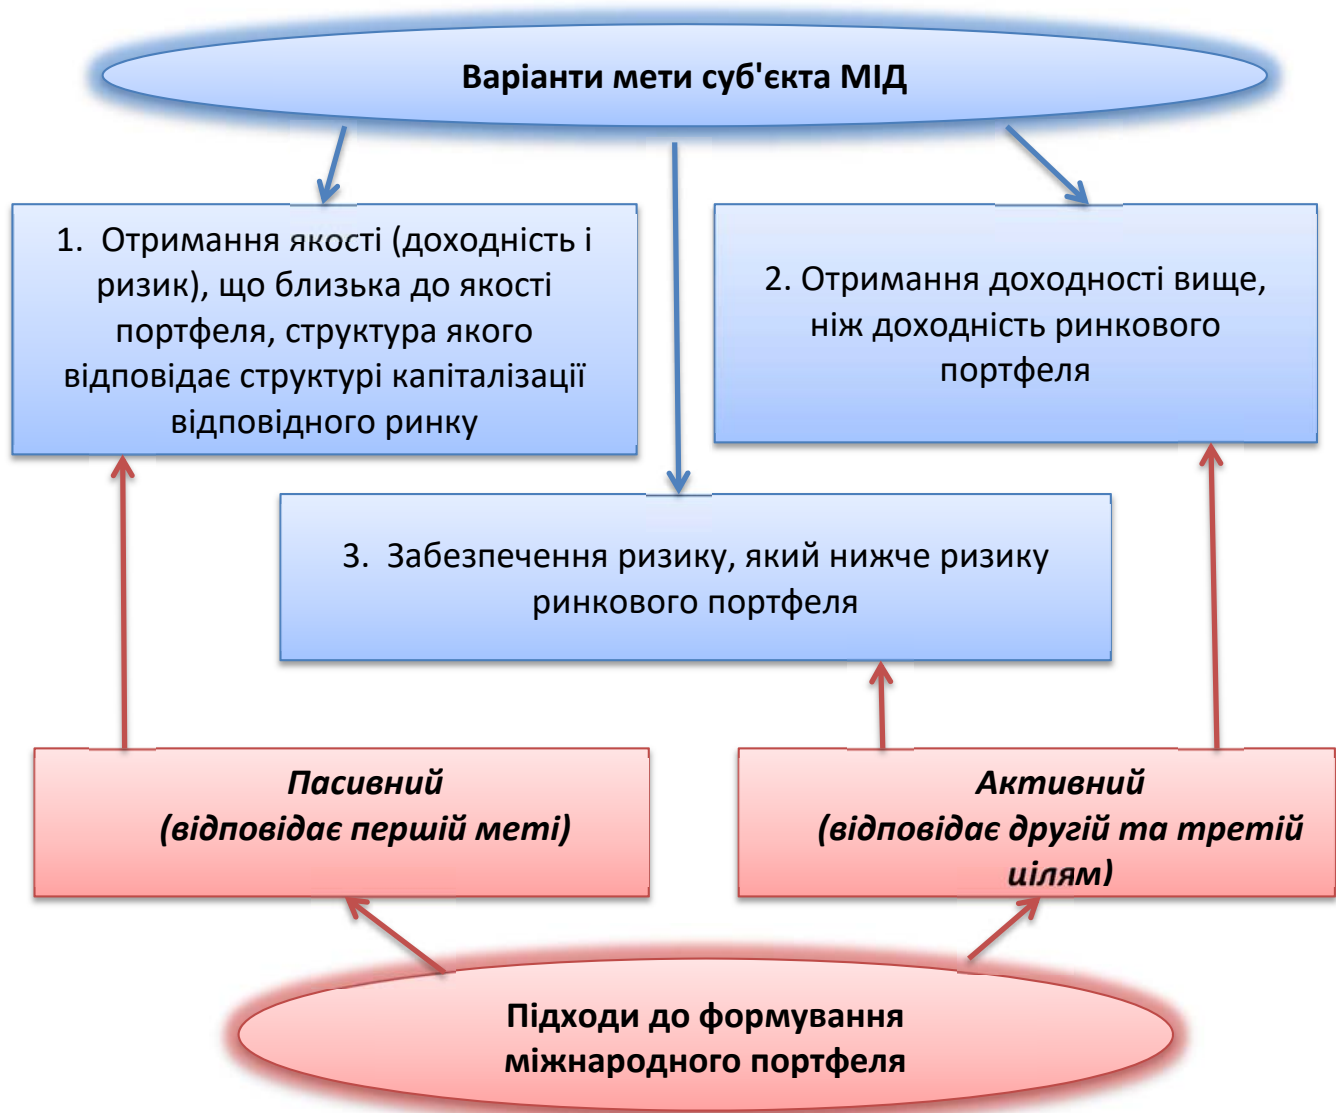 Варіанти мети суб'єкта МІД
1. Отримання якості (доходність і
ризик), що близька до якості
портфеля, структура якого
відповідає структурі капіталізації
відповідного ринку
2. Отримання доходності вище,
ніж доходність ринкового
портфеля
3. Забезпечення ризику, який нижче ризику
ринкового портфеля
Пасивний
(відповідає першій меті)
Активний
(відповідає другій та третій
цілям)
Підходи до формування
міжнародного портфеля